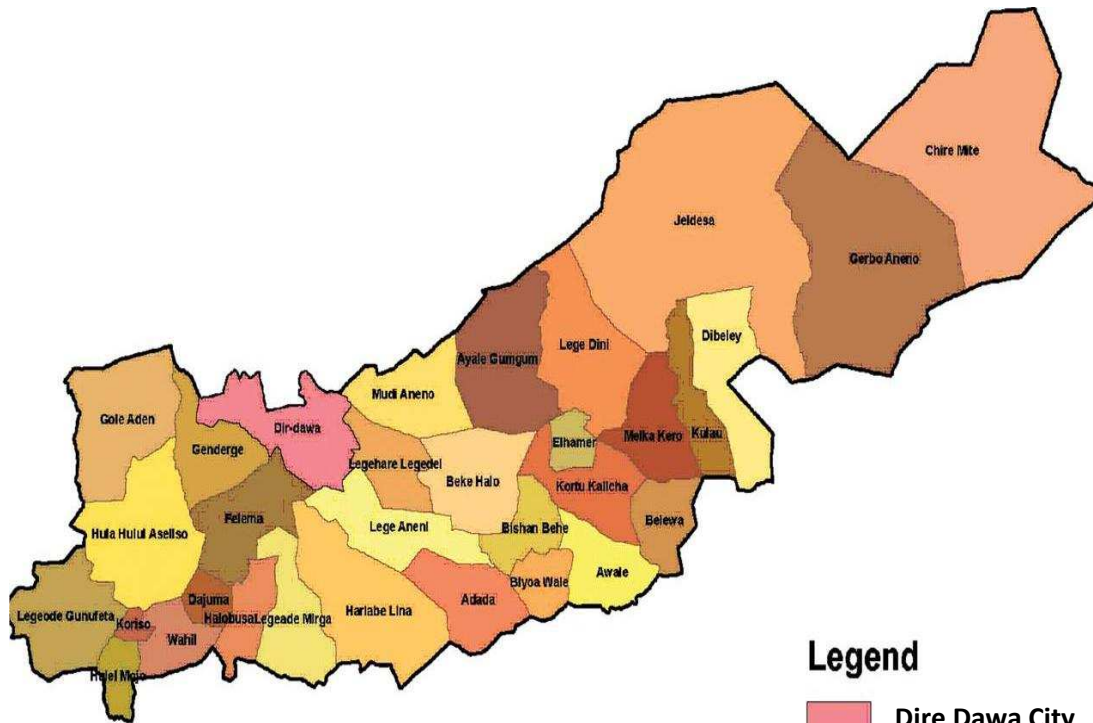 Chire Mite
Jeldesa
Gerbo Aneno
Dibeley
Lege Dini
Ayale Gumgum
Mudi Aneno
Gole Aden
Dir-dawa
Genderge
Elhamer
Melka Kero
Kulau
Legehare Legedel
Beke Halo
Kortu Kalicha
Felema
Lege Aneni
Bishan Behe
Belewa
Hula Hulul Aseliso
Awale
Biyoa Wale
Adada
Dajuma
Legeode Gunufeta
Koriso
Halobusa
Legeade Mirga
Harlabe Lina
Wahil
Mojo
Legend
Dire Dawa City